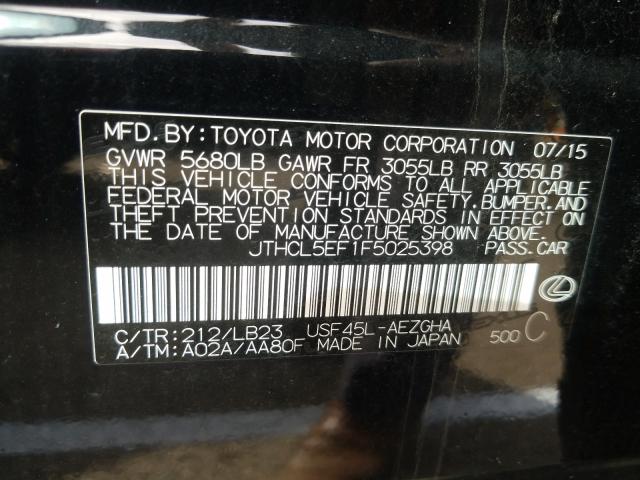 MFD. BY: TOYOTA MOTOR CORPORATION 07/15
GVWR 5680LB GAWR FR 3055LB RR 3055LB
THIS VEHICLE CONFORMS TO ALL APPLICABLE
FEDERAL MOTOR VEHICLE SAFETY, BUMPER, AND
THEFT PREVENTION STANDARDS IN EFFECT ON
THE DATE OF MANUFACTURE SHOWN ABOVE.
JTHCL5EF1F5025398 PASS. CAR
C/TR: 212/LB23 USF45L-AEZGHA
A/TM: A02A/AA80F MADE IN JAPAN 500 C